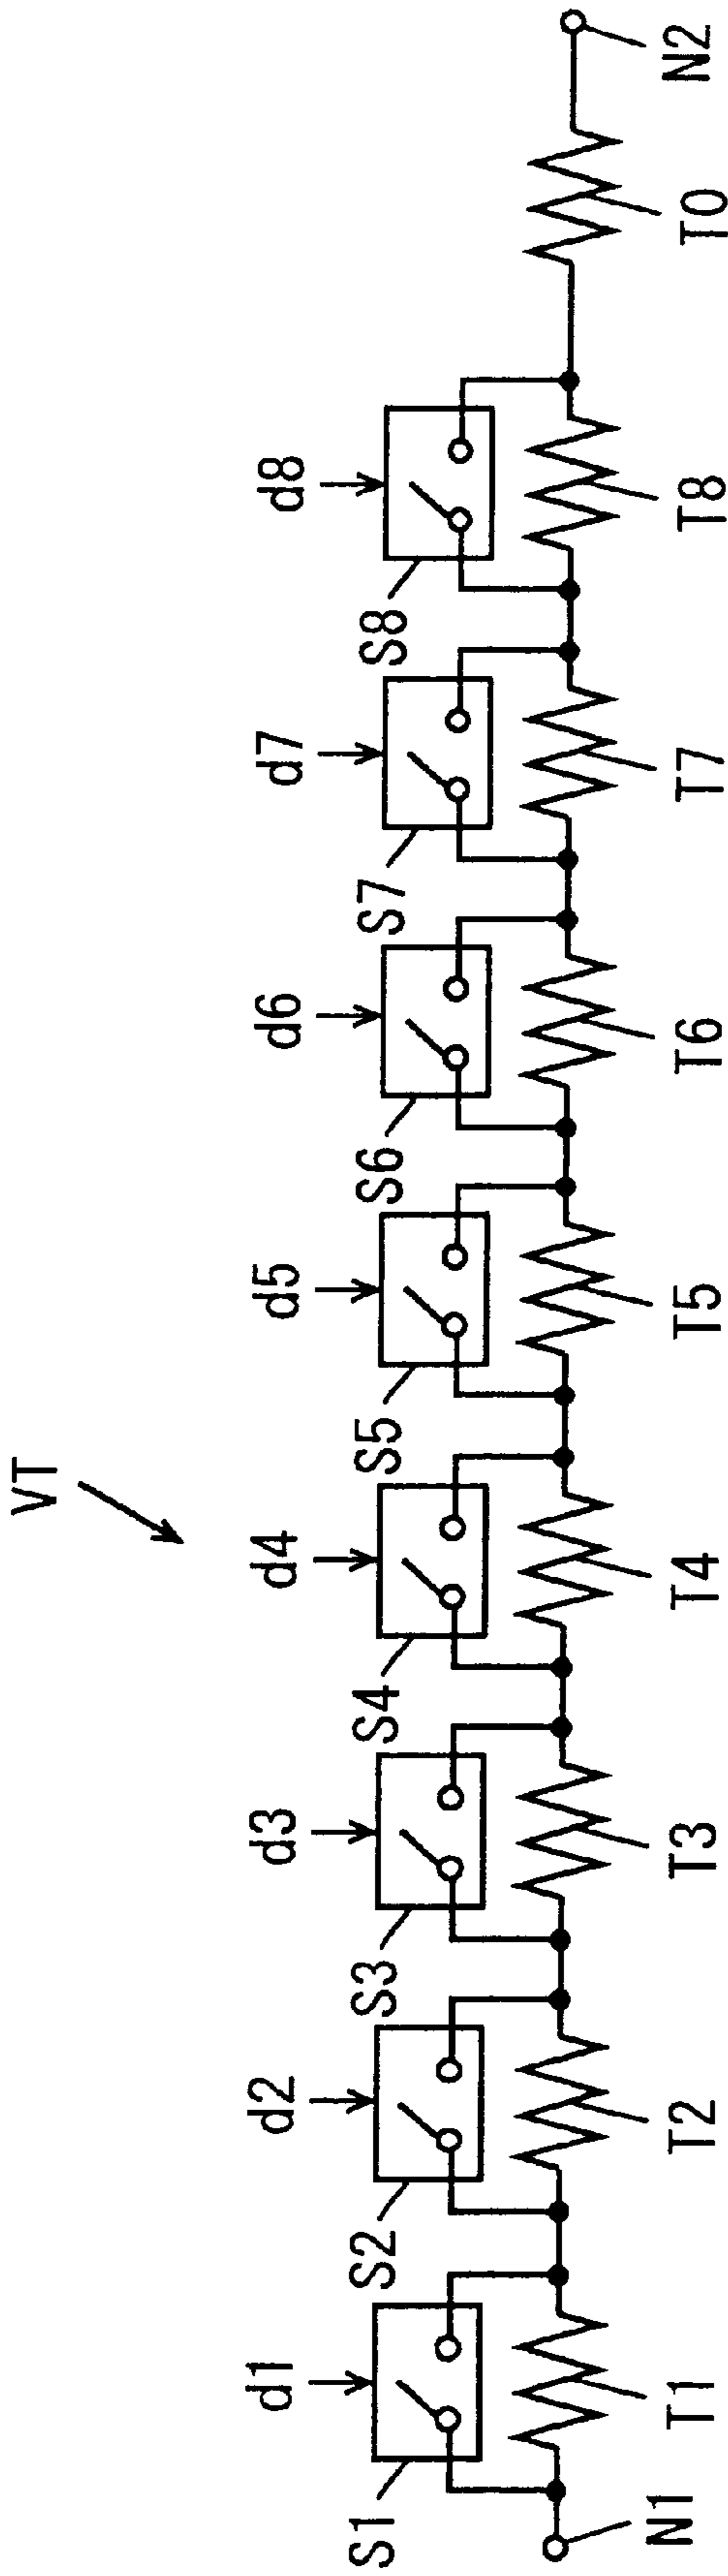 VT
d1 d2 d3 d4 d5 d6 d7 d8
S1 S2 S3 S4 S5 S6 S7 S8
T1 T2 T3 T4 T5 T6 T7 T8 T0
N1 N2